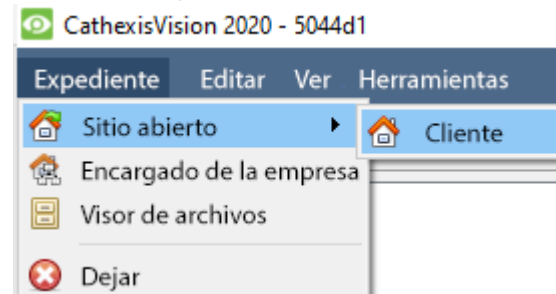 CathexisVision 2020 - 5044d1
Expediente Editar Ver Herramientas
Sitio abierto
Cliente
Encargado de la empresa
Visor de archivos
Dejar